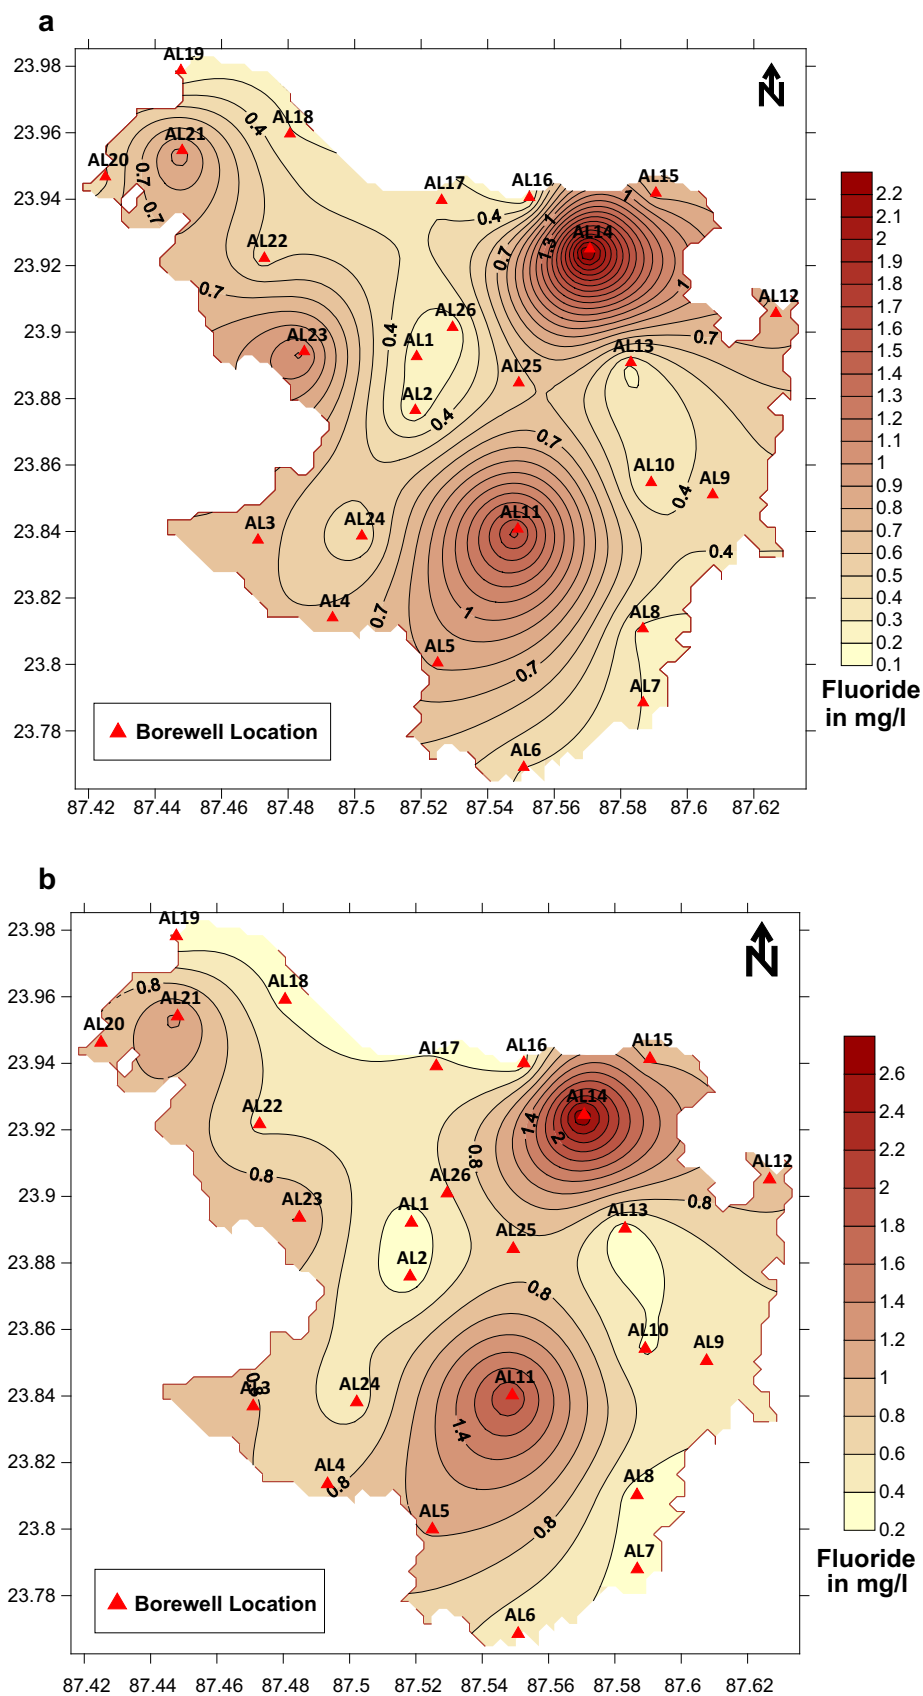 a
N
AL19
23.98
2.2
2.1
2
1.9
1.8
1.7
1.6
1.5
1.4
1.3
1.2
1.1
1
0.9
0.8
0.7
0.6
0.5
0.4
0.3
0.2
0.1
Fluoride
in mg/l
0.4
AL18
23.96
AL21
AL20
0.7
0.7
AL17
AL16
AL15
23.94
0.4
1
1
AL14
1.3
0.7
AL22
23.92
1
0.7
AL12
23.9
AL26
0.7
AL23
0.4
AL1
AL13
AL25
AL2
23.88
0.4
0.7
23.86
AL10
AL9
0.4
AL3
AL24
AL11
23.84
0.4
23.82
AL4
0.7
1
AL8
AL5
23.8
0.7
AL7
23.78
Borewell Location
AL6
87.42 87.44 87.46 87.48 87.5 87.52 87.54 87.56 87.58 87.6 87.62
b
N
AL19
23.98
0.8
AL21
AL18
23.96
AL20
AL17
AL16
AL15
23.94
AL14
1.4
2
AL22
23.92
0.8
AL26
AL12
0.8
23.9
AL23
AL1
AL13
0.8
AL25
AL2
23.88
0.8
23.86
AL10
AL9
AL3
0.8
AL24
AL11
23.84
1.4
23.82
AL4
0.8
AL8
AL5
0.8
23.8
AL7
23.78
Borewell Location
AL6
87.42 87.44 87.46 87.48 87.5 87.52 87.54 87.56 87.58 87.6 87.62
2.6
2.4
2.2
2
1.8
1.6
1.4
1.2
1
0.8
0.6
0.4
0.2
Fluoride
in mg/l